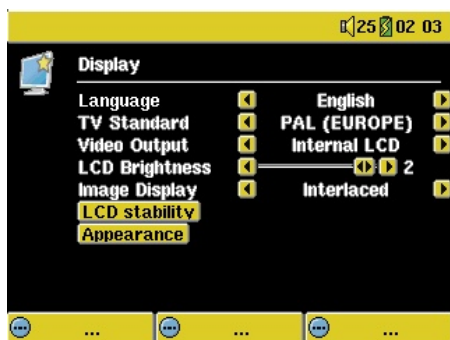 25 02 03
Display
Language English
TV Standard PAL (EUROPE)
Video Output Internal LCD
LCD Brightness 2
Image Display Interlaced
LCD stability
Appearance
... ... ...